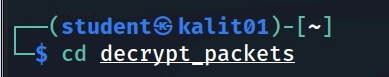 ┌──(student㉿kalit01)-[~]
└─$ cd decrypt_packets